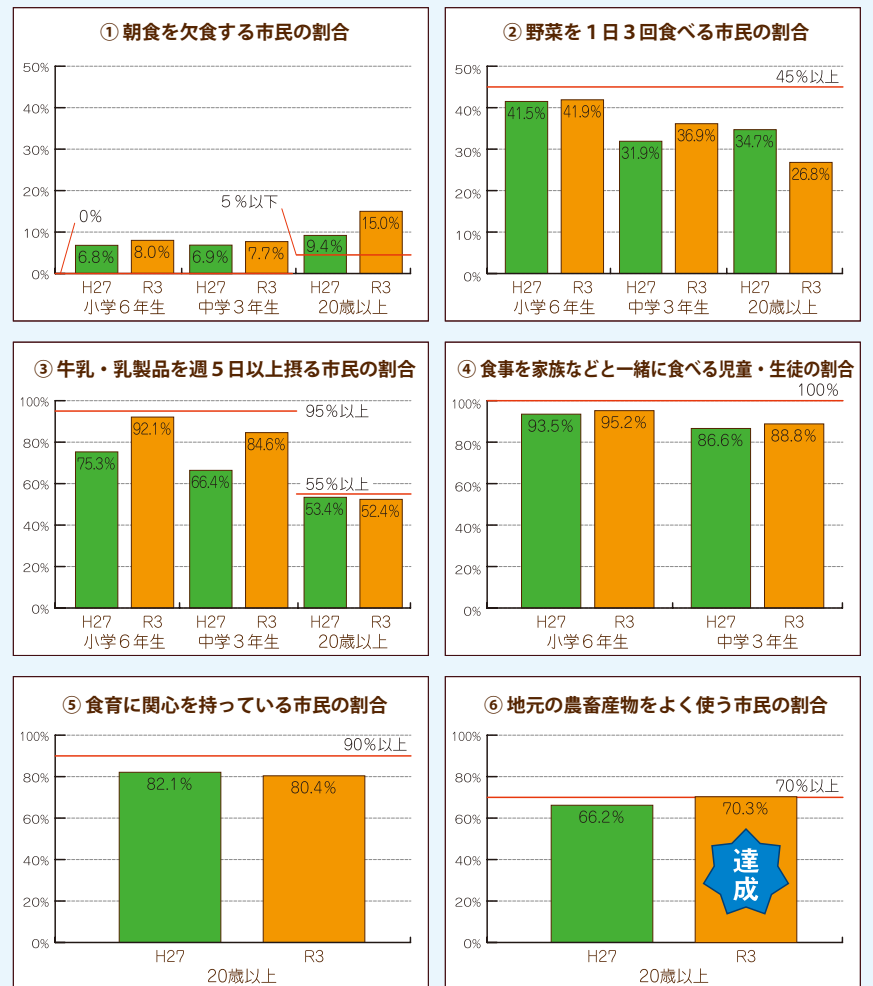 ① 朝食を欠食する市民の割合
50%
40%
30%
20%
10%
0%
0%
5%以下
6.8%
8.0%
6.9%
7.7%
9.4%
15.0%
H27 R3 H27 R3 H27 R3
小学6年生 中学3年生 20歳以上
② 野菜を1日3回食べる市民の割合
50%
40%
30%
20%
10%
0%
45%以上
41.5%
41.9%
31.9%
36.9%
34.7%
26.8%
H27 R3 H27 R3 H27 R3
小学6年生 中学3年生 20歳以上
③ 牛乳・乳製品を週5日以上摂る市民の割合
100%
80%
60%
40%
20%
0%
95%以上
55%以上
75.3%
92.1%
66.4%
84.6%
53.4%
52.4%
H27 R3 H27 R3 H27 R3
小学6年生 中学3年生 20歳以上
④ 食事を家族などと一緒に食べる児童・生徒の割合
100%
100%
80%
60%
40%
20%
0%
93.5%
95.2%
86.6%
88.8%
H27 R3 H27 R3
小学6年生 中学3年生
⑤ 食育に関心を持っている市民の割合
100%
80%
60%
40%
20%
0%
90%以上
82.1%
80.4%
H27 R3
20歳以上
⑥ 地元の農畜産物をよく使う市民の割合
100%
80%
60%
40%
20%
0%
70%以上
66.2%
70.3%
達
成
H27 R3
20歳以上